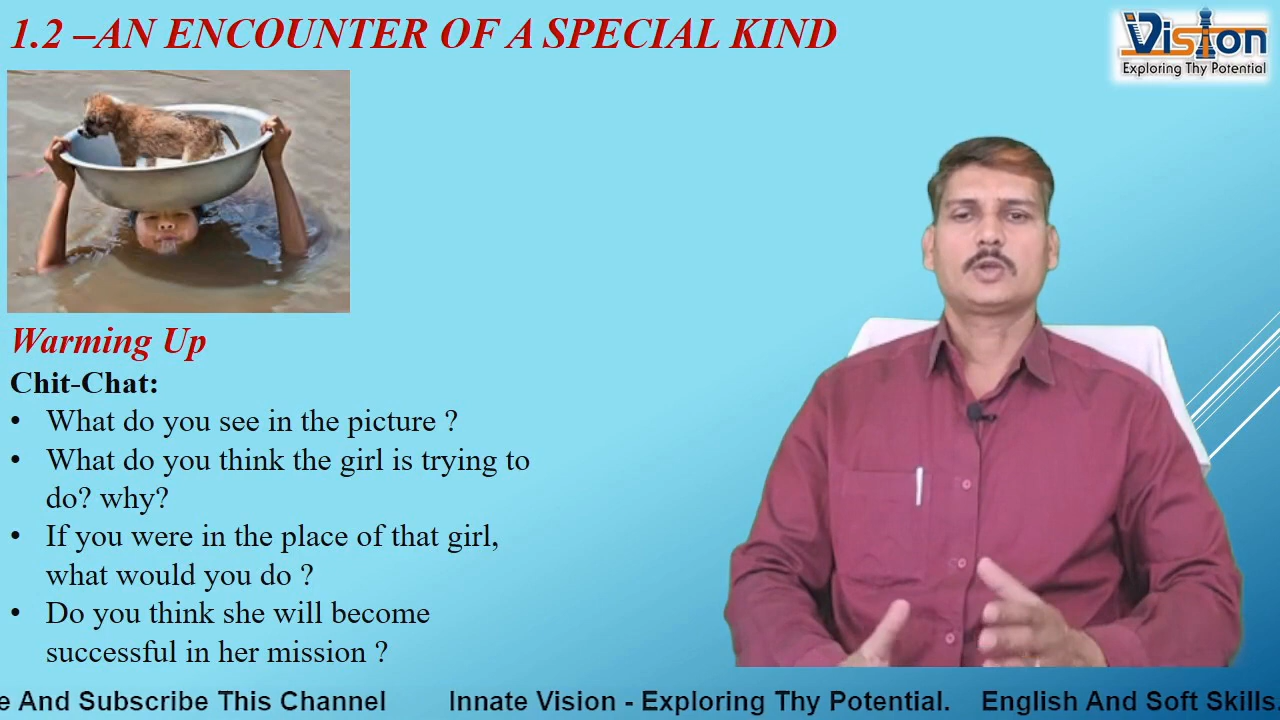 1.2 –AN ENCOUNTER OF A SPECIAL KIND
iDision
Exploring Thy Potential
Warming Up
Chit-Chat:
• What do you see in the picture ?
• What do you think the girl is trying to
do? why?
• If you were in the place of that girl,
what would you do ?
• Do you think she will become
successful in her mission ?
e And Subscribe This Channel Innate Vision - Exploring Thy Potential. English And Soft Skills.